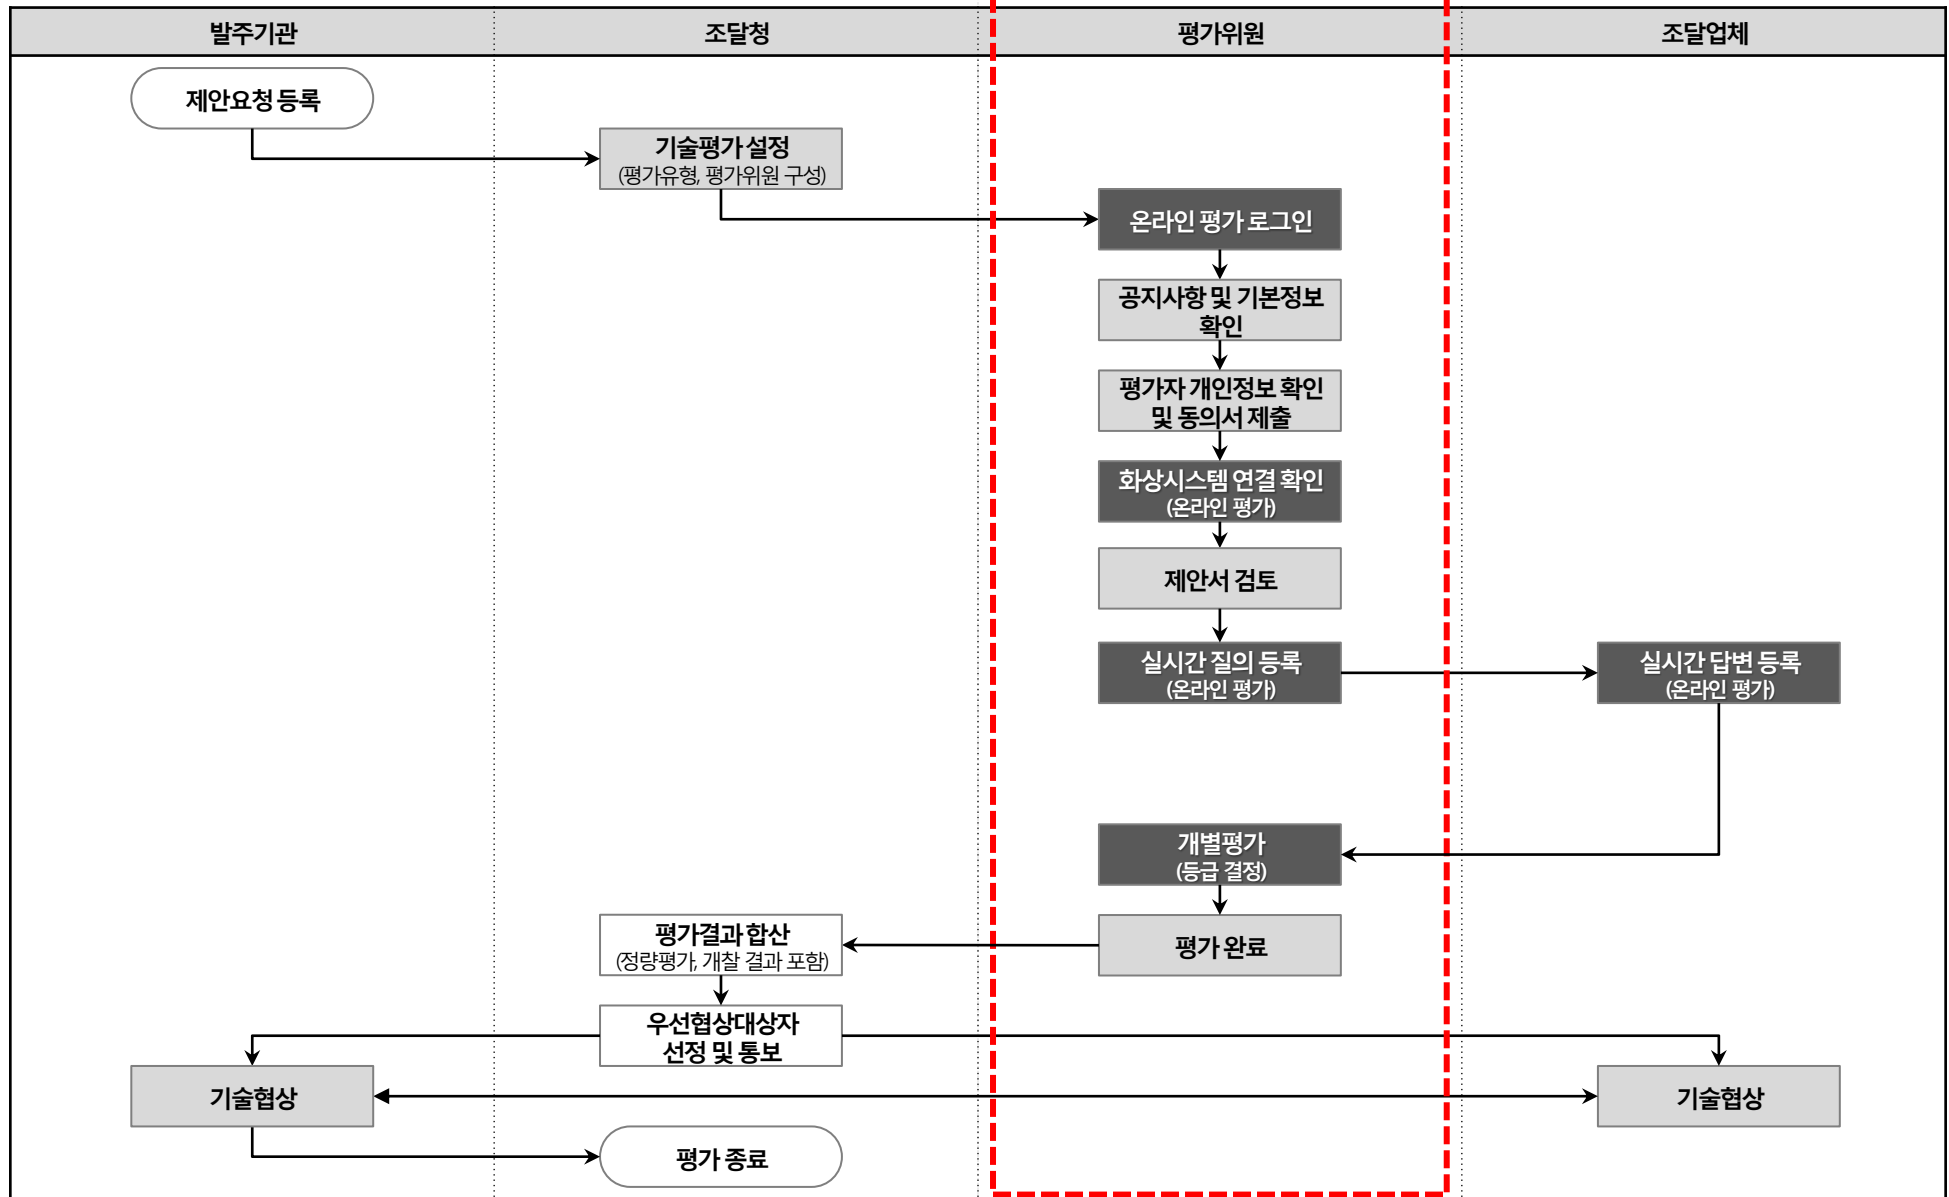 발주기관
조달청
평가위원
조달업체
제안요청 등록
기술평가 설정
(평가유형, 평가위원 구성)
온라인 평가 로그인
공지사항 및 기본정보
확인
평가자 개인정보 확인
및 동의서 제출
화상시스템 연결 확인
(온라인 평가)
제안서 검토
실시간 질의 등록
(온라인 평가)
실시간 답변 등록
(온라인 평가)
개별평가
(등급 결정)
평가결과 합산
(정량평가, 개찰 결과 포함)
평가 완료
우선협상대상자
선정 및 통보
기술협상
기술협상
평가 종료